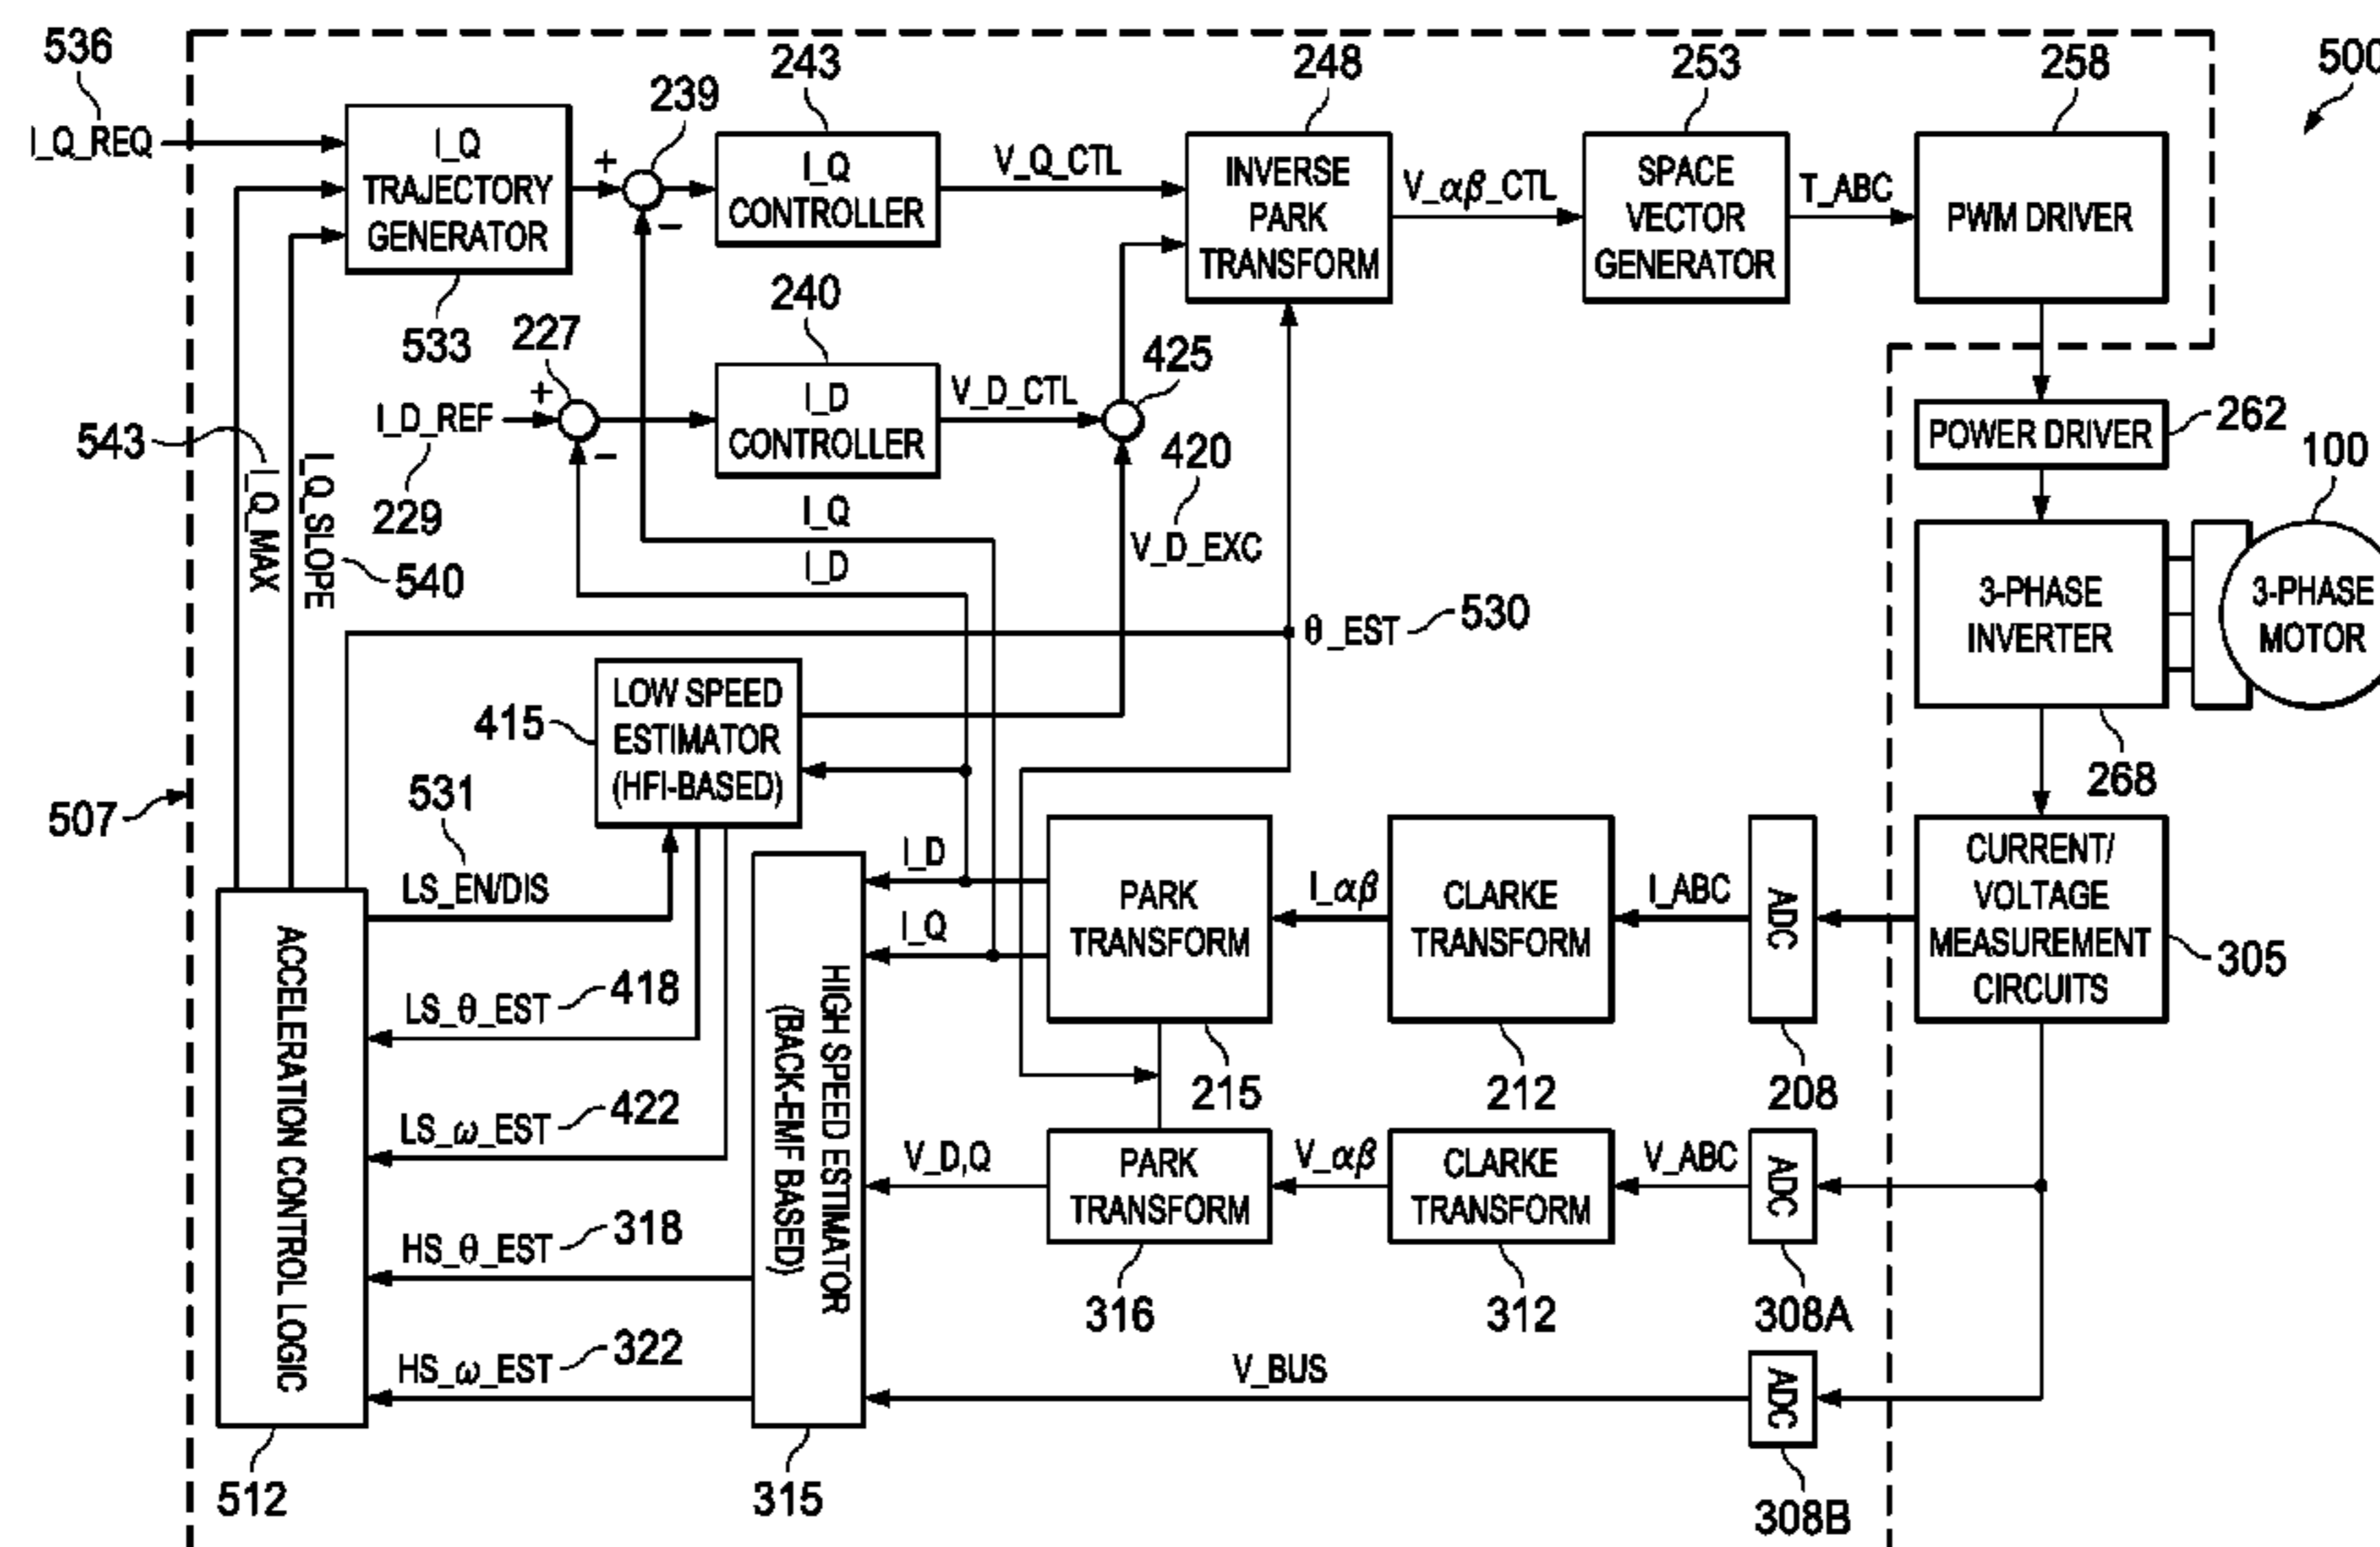 536
243
239
248
253
258
500
I_Q_REQ
I_Q
TRAJECTORY
GENERATOR
+
−
I_Q
CONTROLLER
V_Q_CTL
INVERSE
PARK
TRANSFORM
V_αβ_CTL
SPACE
VECTOR
GENERATOR
T_ABC
PWM DRIVER
533
227
240
425
+
I_D_REF
−
I_D
CONTROLLER
V_D_CTL
POWER DRIVER
262
543
229
420
100
I_Q_MAX
I_Q_SLOPE
540
I_Q
I_D
V_D_EXC
3-PHASE
INVERTER
3-PHASE
MOTOR
θ_EST
530
268
LOW SPEED
ESTIMATOR
(HFI-BASED)
415
507
531
LS_EN/DIS
I_D
I_Q
PARK
TRANSFORM
I_αβ
CLARKE
TRANSFORM
I_ABC
ADC
CURRENT/
VOLTAGE
MEASUREMENT
CIRCUITS
305
ACCELERATION CONTROL LOGIC
LS_θ_EST
418
HIGH SPEED ESTIMATOR
(BACK-EMF BASED)
215
212
208
LS_ω_EST
422
V_D,Q
PARK
TRANSFORM
V_αβ
CLARKE
TRANSFORM
V_ABC
ADC
HS_θ_EST
318
316
312
308A
HS_ω_EST
322
V_BUS
ADC
512
315
308B